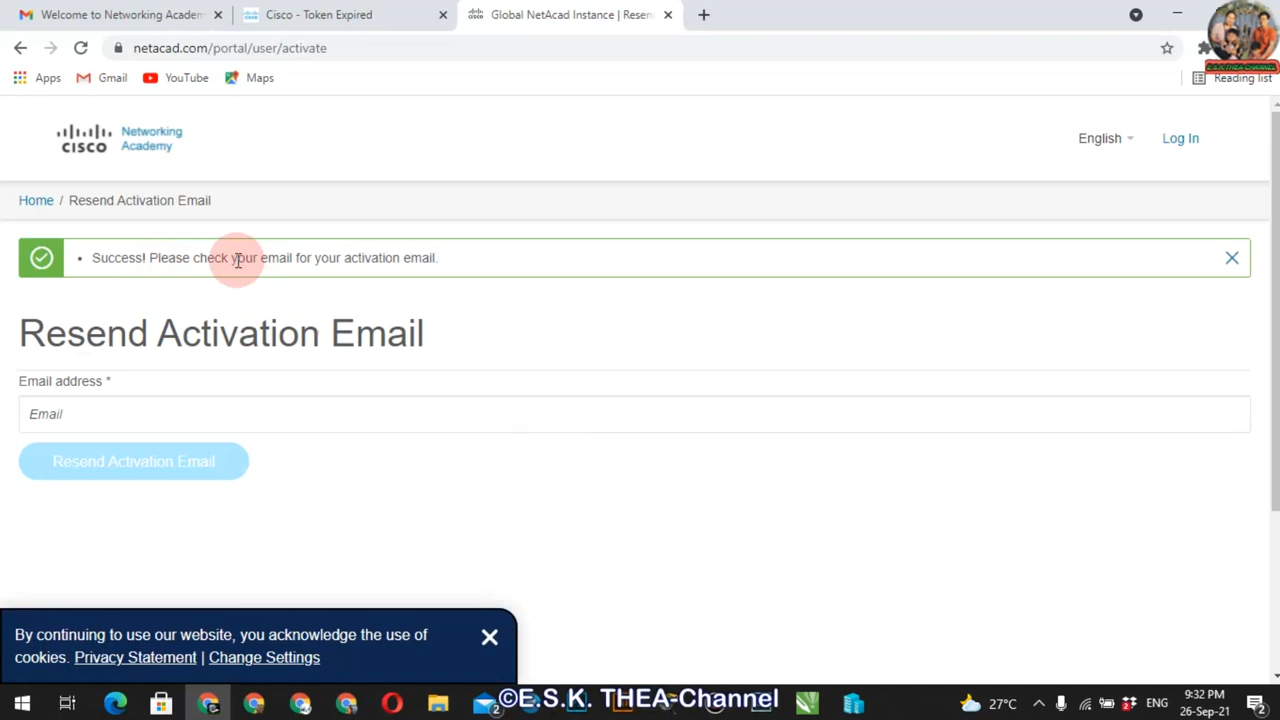 Welcome to Networking Academ
Cisco - Token Expired
Global NetAcad Instance | Resen
netacad.com/portal/user/activate
Apps
Gmail
YouTube
Maps
Reading list
E.S.K.THEA-CHANNEL
cisco
Networking
Academy
English
Log In
Home / Resend Activation Email
• Success! Please check your email for your activation email.
Resend Activation Email
Email address *
Email
Resend Activation Email
By continuing to use our website, you acknowledge the use of
cookies. Privacy Statement | Change Settings
©E.S.K. THEA-Channel
2
27°C
ENG
9:32 PM
26-Sep-21
2